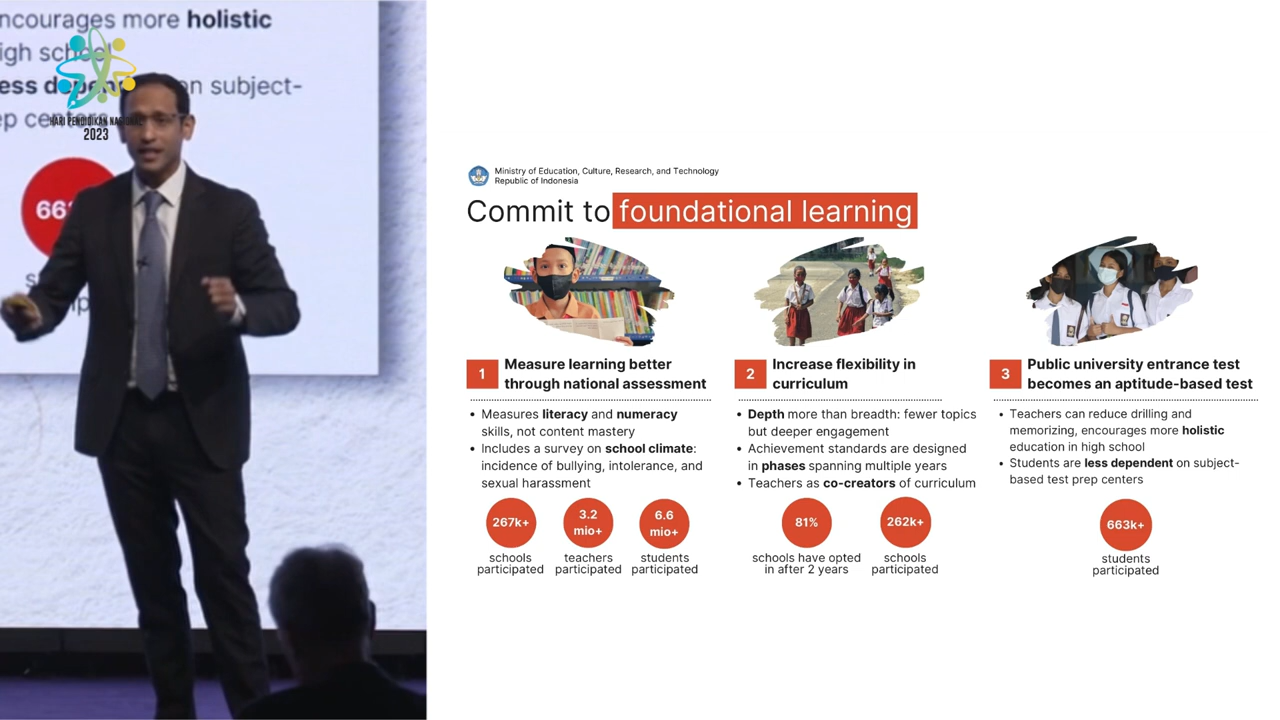 ncourages more holistic
igh school
ess depen on subject-
ep centers
HARI PENDIDIKAN NASIONAL
2023
66
Ministry of Education, Culture, Research, and Technology
Republic of Indonesia
Commit to foundational learning
1 Measure learning better
through national assessment
• Measures literacy and numeracy
skills, not content mastery
• Includes a survey on school climate:
incidence of bullying, intolerance, and
sexual harassment
267k+
schools
participated
3.2
mio+
teachers
participated
6.6
mio+
students
participated
2 Increase flexibility in
curriculum
• Depth more than breadth: fewer topics
but deeper engagement
• Achievement standards are designed
in phases spanning multiple years
• Teachers as co-creators of curriculum
81%
schools have opted
in after 2 years
262k+
schools
participated
3 Public university entrance test
becomes an aptitude-based test
• Teachers can reduce drilling and
memorizing, encourages more holistic
education in high school
• Students are less dependent on subject-
based test prep centers
663k+
students
participated